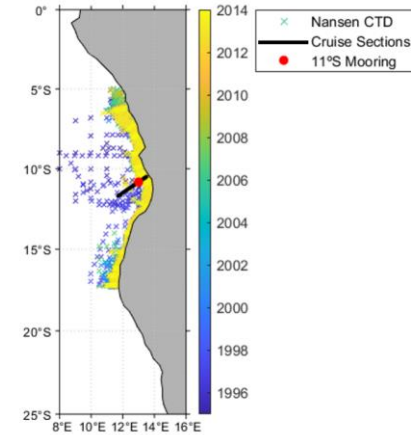 0°
5°S
10°S
15°S
20°S
25°S
8°E 10°E 12°E 14°E 16°E
2014
2012
2010
2008
2006
2004
2002
2000
1998
1996
Nansen CTD
Cruise Sections
11ºS Mooring